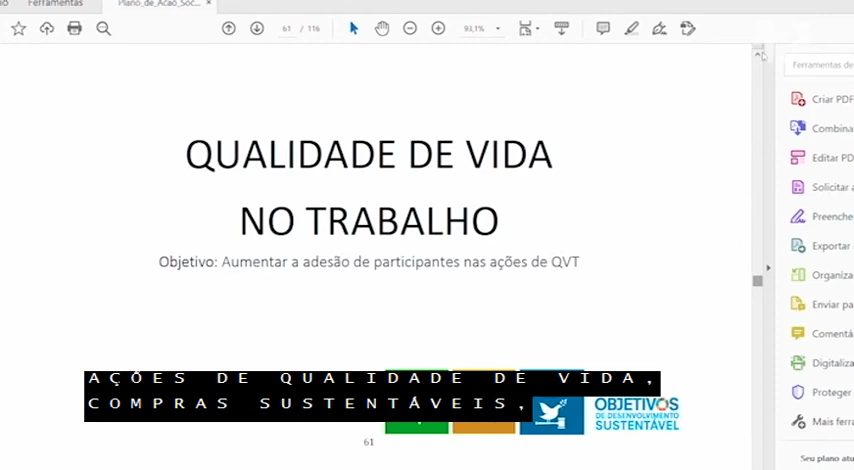 Ferramentas
Plano_de_Acao_Soc... ×
61 / 116
93,1%
Ferramentas de
QUALIDADE DE VIDA
NO TRABALHO
Objetivo: Aumentar a adesão de participantes nas ações de QVT
Criar PDF
Combina
Editar PD
Solicitar a
Preenche
Exportar
Organiza
Enviar pa
Comentá
Digitaliza
Proteger
Mais ferra
AÇÕES DE QUALIDADE DE VIDA,
COMPRAS SUSTENTÁVEIS,
OBJETIVOS
DE DESENVOLVIMENTO
SUSTENTÁVEL
61
Seu plano atu